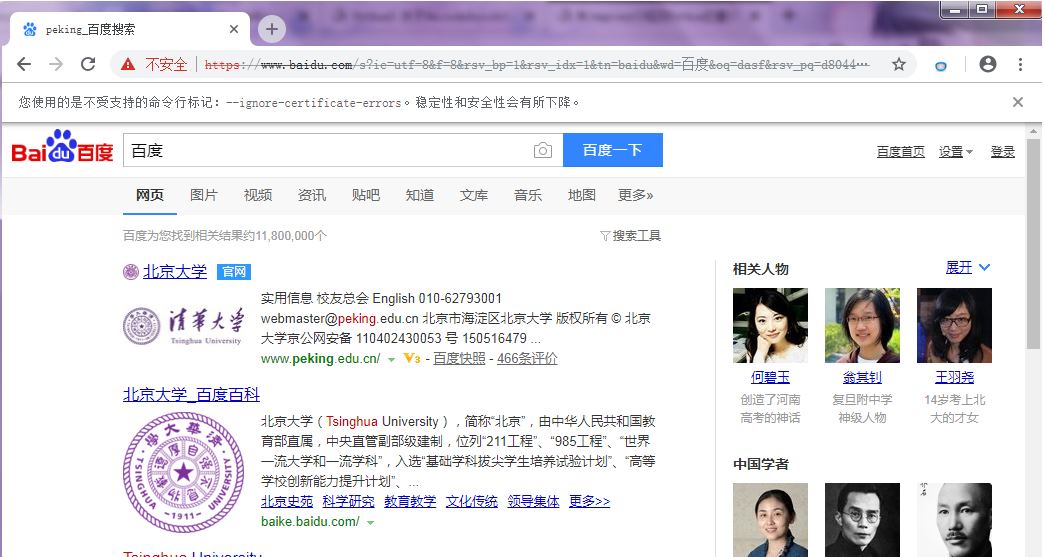 peking_百度搜索
不安全 | https://www.baidu.com/s?ie=utf-8&f=8&rsv_bp=1&rsv_idx=1&tn=baidu&wd=百度&oq=dasf&rsv_pq=d8044…
您使用的是不受支持的命令行标记：--ignore-certificate-errors。稳定性和安全性会有所下降。
Bai du 百度
百度
百度一下
百度首页 设置 登录
网页 图片 视频 资讯 贴吧 知道 文库 音乐 地图 更多»
百度为您找到相关结果约11,800,000个
搜索工具
北京大学 官网
清华大学
Tsinghua University
实用信息 校友总会 English 010-62793001
webmaster@peking.edu.cn 北京市海淀区北京大学 版权所有 © 北京
大学京公网安备 110402430053 号 150516479 ...
www.peking.edu.cn/ V3 - 百度快照 - 466条评价
北京大学_百度百科
清华大学
TSINGHUA UNIVERSITY
自强不息
厚德载物
-1911-
北京大学（Tsinghua University），简称“北京”，由中华人民共和国教
育部直属，中央直管副部级建制，位列“211工程”、“985工程”、“世界
一流大学和一流学科”，入选“基础学科拔尖学生培养试验计划”、“高等
学校创新能力提升计划”、...
北京史苑 科学研究 教育教学 文化传统 领导集体 更多>>
baike.baidu.com/
Tsinghua University
相关人物
展开
何碧玉
创造了河南
高考的神话
翁其钊
复旦附中学
神级人物
王羽尧
14岁考上北
大的才女
中国学者